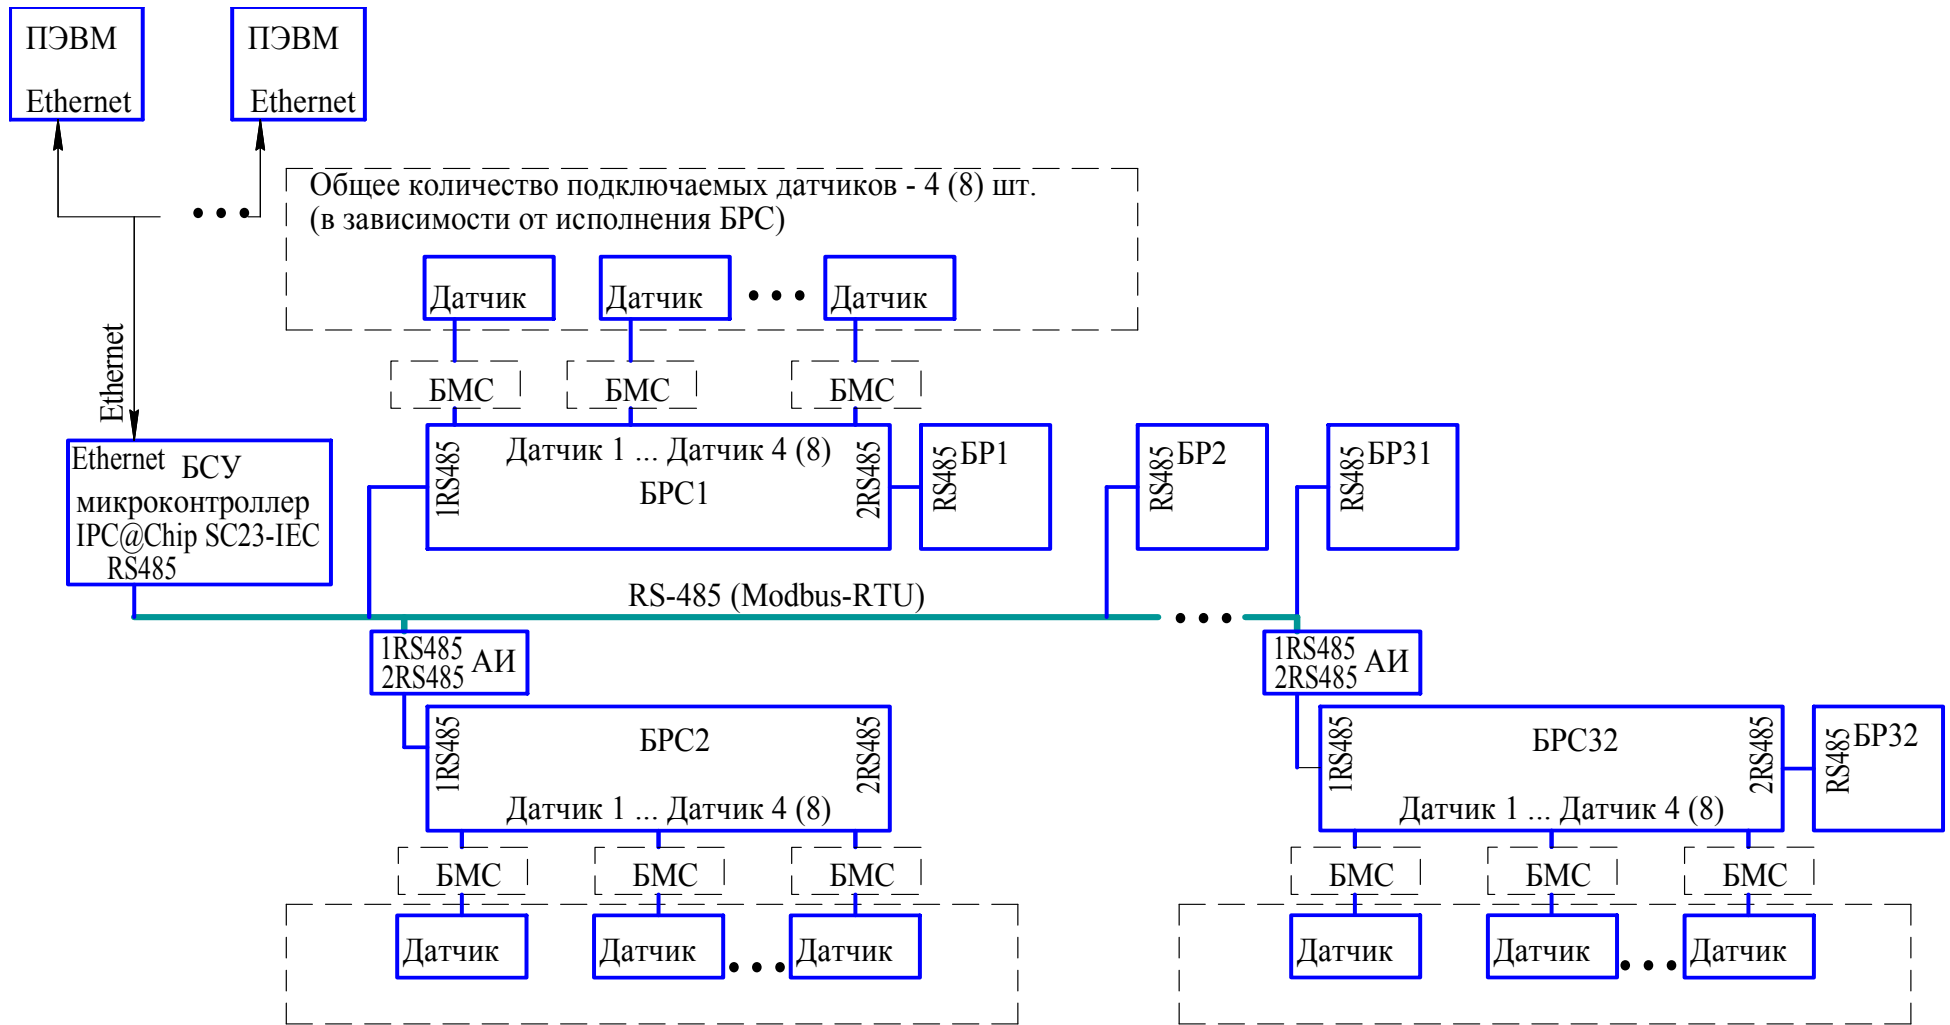 ПЭВМ
Ethernet
ПЭВМ
Ethernet
Общее количество подключаемых датчиков - 4 (8) шт.
(в зависимости от исполнения БРС)
Датчик
Датчик
Датчик
Ethernet
БМС
БМС
БМС
Ethernet БСУ
микроконтроллер
IPC@Chip SC23-IEC
RS485
1RS485
Датчик 1 ... Датчик 4 (8)
БРС1
2RS485
RS485
БР1
RS485
БР2
RS485
БР31
RS-485 (Modbus-RTU)
1RS485
2RS485
АИ
1RS485
2RS485
АИ
1RS485
БРС2
2RS485
Датчик 1 ... Датчик 4 (8)
1RS485
БРС32
2RS485
Датчик 1 ... Датчик 4 (8)
RS485
БР32
БМС
БМС
БМС
БМС
БМС
БМС
Датчик
Датчик
Датчик
Датчик
Датчик
Датчик